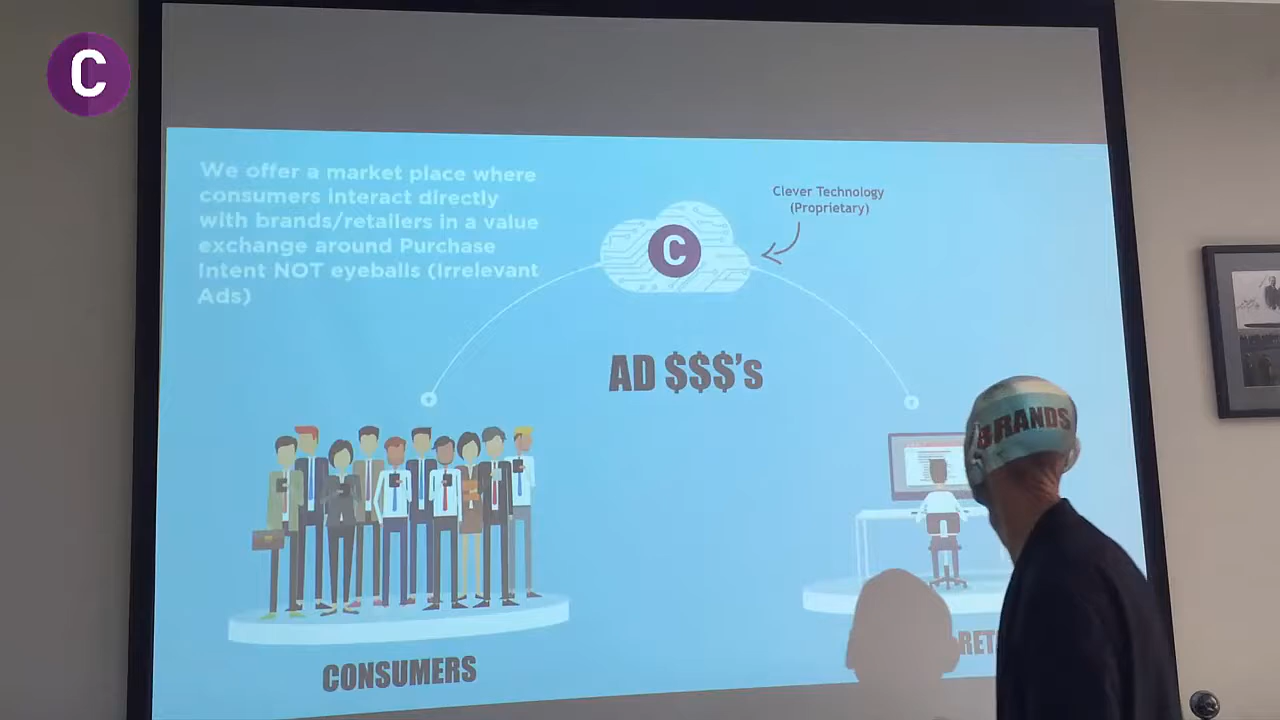 C
We offer a market place where
consumers interact directly
with brands/retailers in a value
exchange around Purchase
Intent NOT eyeballs (Irrelevant
Ads)
Clever Technology
(Proprietary)
C
AD $$$'s
BRANDS
CONSUMERS